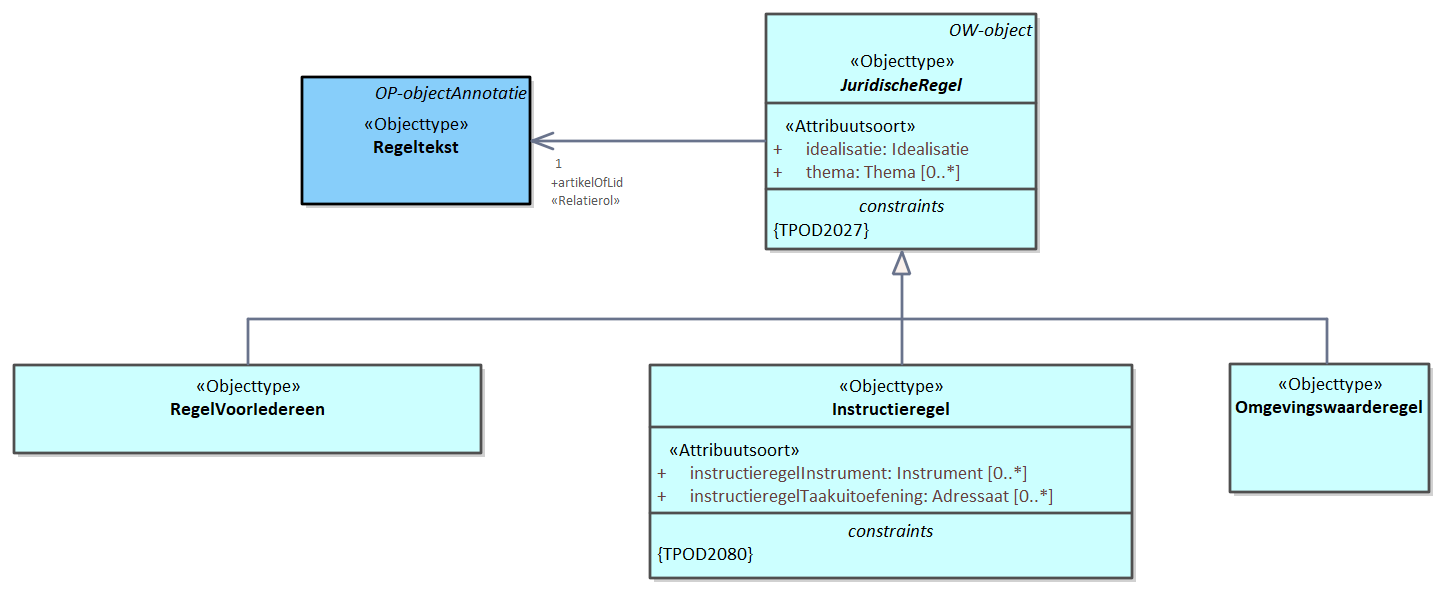 OP-objectAnnotatie
«Objecttype»
Regeltekst
1
+artikelOfLid
«Relatierol»
OW-object
«Objecttype»
JuridischeRegel
«Attribuutsoort»
+ idealisatie: Idealisatie
+ thema: Thema [0..*]
constraints
{TPOD2027}
«Objecttype»
RegelVoorIedereen
«Objecttype»
Instructieregel
«Attribuutsoort»
+ instructieregelInstrument: Instrument [0..*]
+ instructieregelTaakuitoefening: Adressaat [0..*]
constraints
{TPOD2080}
«Objecttype»
Omgevingswaarderegel